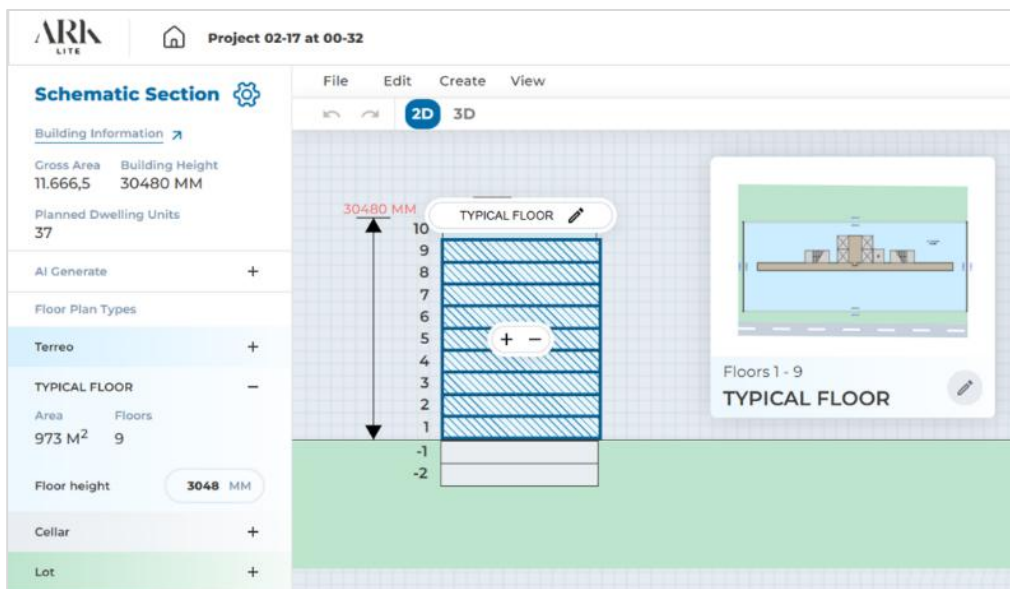 ARK
LITE
Project 02-17 at 00-32
Schematic Section
Building Information
Gross Area Building Height
11.666,5 30480 MM
Planned Dwelling Units
37
AI Generate +
Floor Plan Types
Terreo +
TYPICAL FLOOR −
Area Floors
973 M² 9
Floor height 3048 MM
Cellar +
Lot +
File Edit Create View
2D 3D
30480 MM
TYPICAL FLOOR
10
9
8
7
6
5 + −
4
3
2
1
-1
-2
Floors 1 - 9
TYPICAL FLOOR